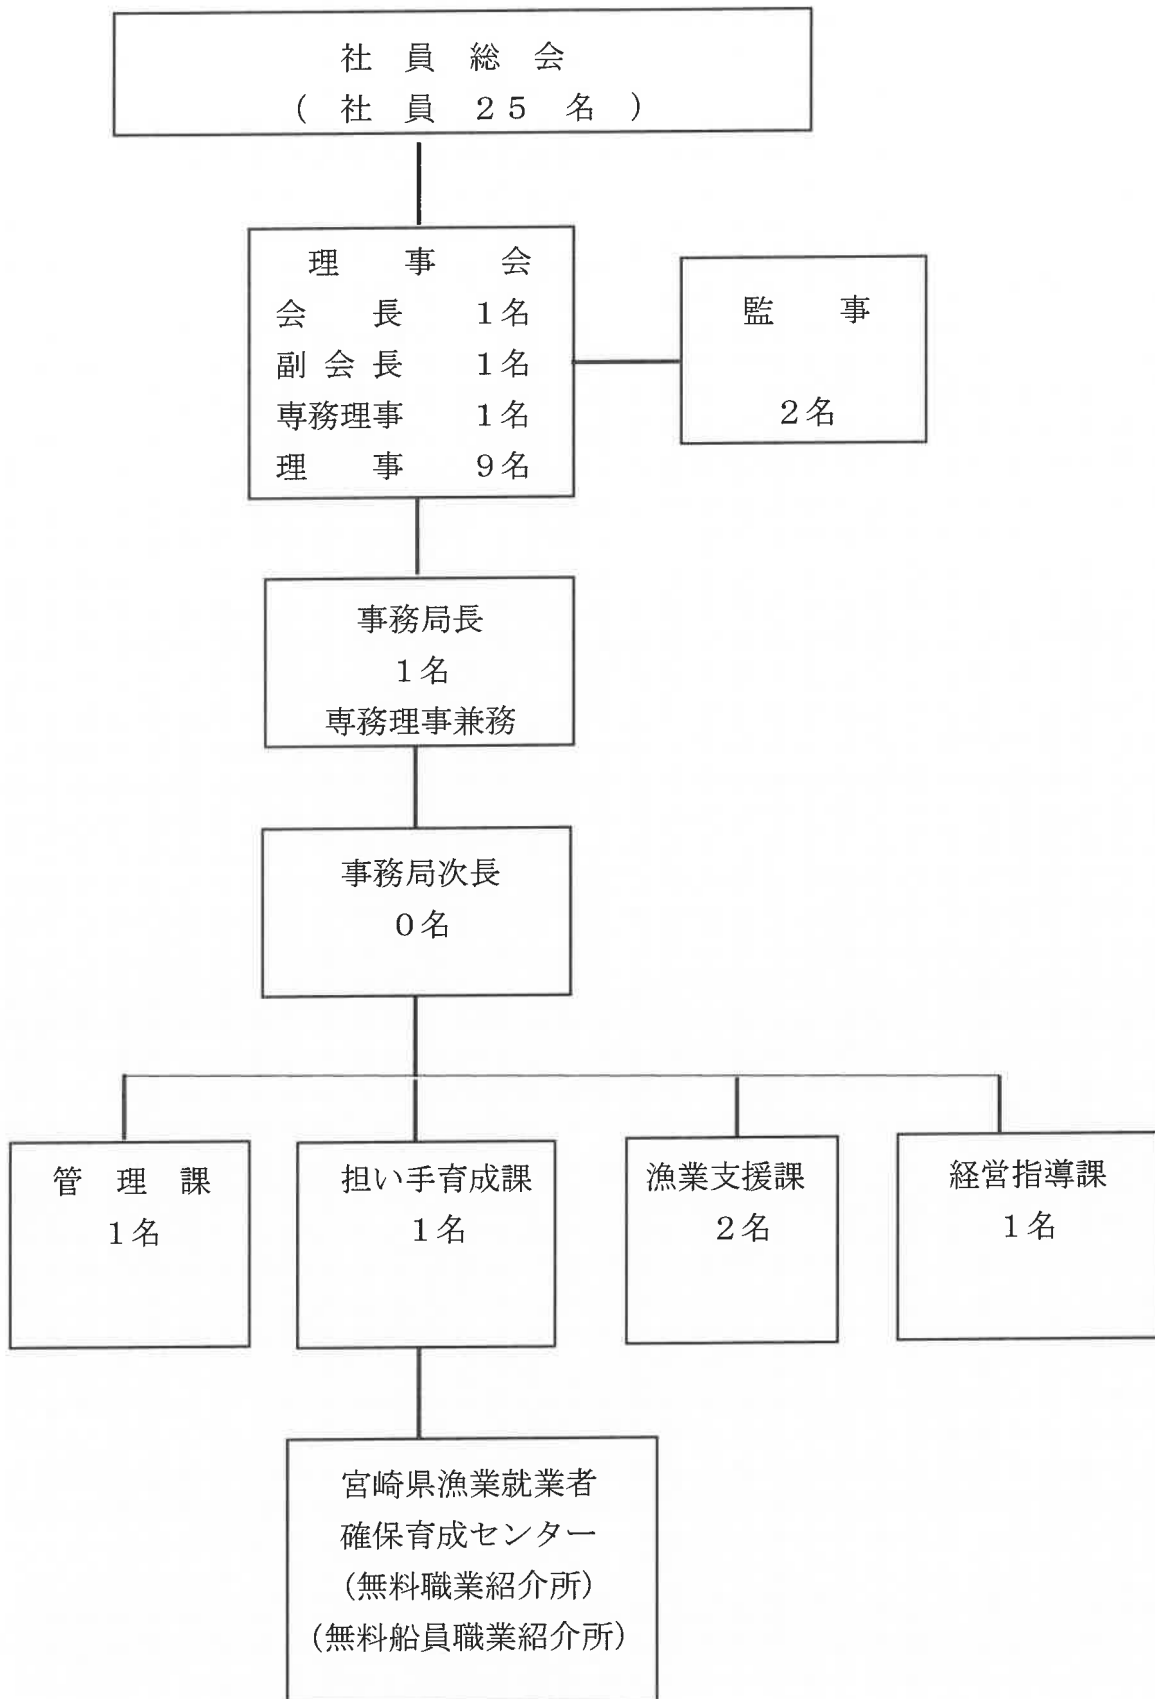 社員総会
（社員２５名）
理事会
会長 １名
副会長 １名
専務理事 １名
理事 ９名
監事
２名
事務局長
１名
専務理事兼務
事務局次長
０名
管理課
１名
担い手育成課
１名
漁業支援課
２名
経営指導課
１名
宮崎県漁業就業者
確保育成センター
(無料職業紹介所)
(無料船員職業紹介所)